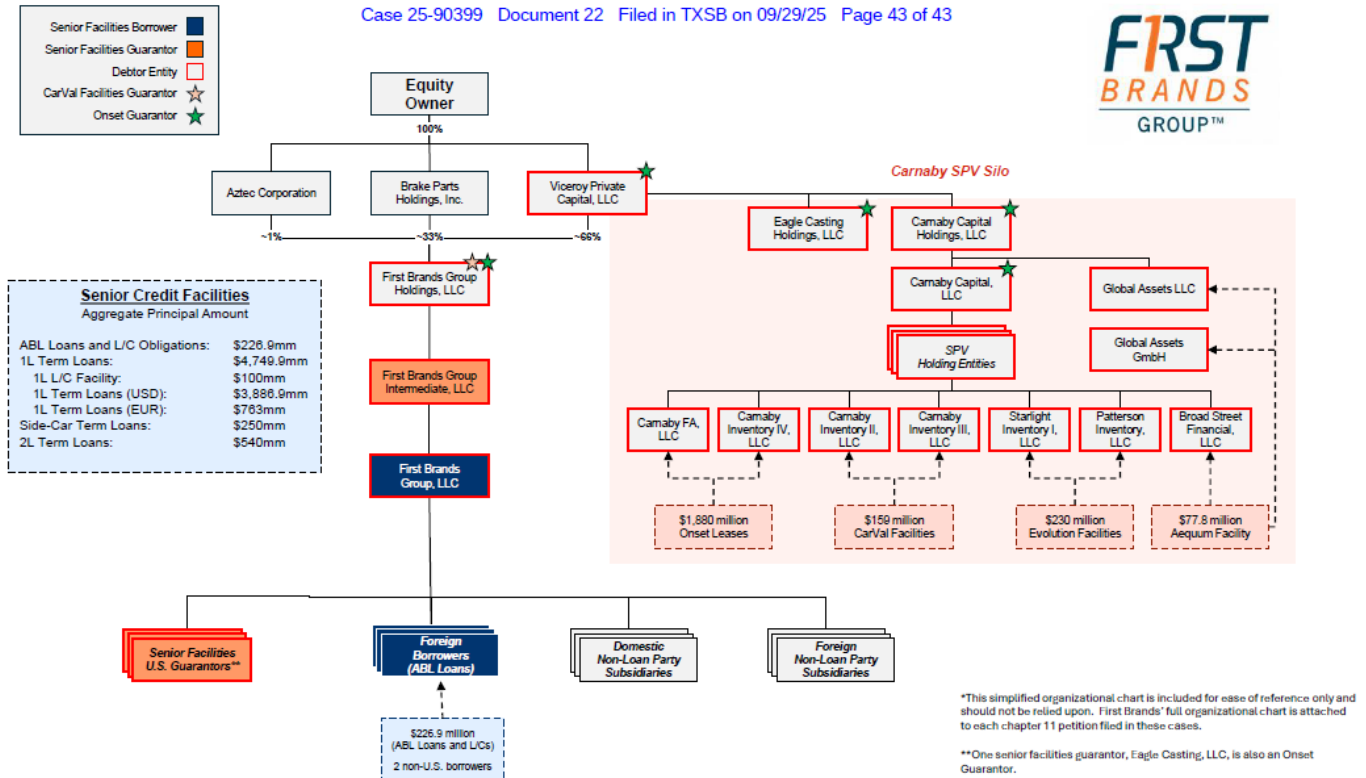 Case 25-90399 Document 22 Filed in TXSB on 09/29/25 Page 43 of 43
Senior Facilities Borrower
Senior Facilities Guarantor
Debtor Entity
CarVal Facilities Guarantor
Onset Guarantor
F1RST
BRANDS
GROUP™
Equity
Owner
100%
Aztec Corporation
Brake Parts
Holdings, Inc.
Viceroy Private
Capital, LLC
~1%
~33%
~66%
Carnaby SPV Silo
Eagle Casting
Holdings, LLC
Carnaby Capital
Holdings, LLC
First Brands Group
Holdings, LLC
Carnaby Capital,
LLC
Global Assets LLC
Senior Credit Facilities
Aggregate Principal Amount
ABL Loans and L/C Obligations: $226.9mm
1L Term Loans: $4,749.9mm
1L L/C Facility: $100mm
1L Term Loans (USD): $3,886.9mm
1L Term Loans (EUR): $763mm
Side-Car Term Loans: $250mm
2L Term Loans: $540mm
SPV
Holding Entities
Global Assets
GmbH
First Brands Group
Intermediate, LLC
Carnaby FA,
LLC
Carnaby
Inventory IV,
LLC
Carnaby
Inventory II,
LLC
Carnaby
Inventory III,
LLC
Starlight
Inventory I,
LLC
Patterson
Inventory,
LLC
Broad Street
Financial,
LLC
First Brands
Group, LLC
$1,880 million
Onset Leases
$159 million
CarVal Facilities
$230 million
Evolution Facilities
$77.8 million
Aequum Facility
Senior Facilities
U.S. Guarantors**
Foreign
Borrowers
(ABL Loans)
Domestic
Non-Loan Party
Subsidiaries
Foreign
Non-Loan Party
Subsidiaries
$226.9 million
(ABL Loans and L/Cs)
2 non-U.S. borrowers
*This simplified organizational chart is included for ease of reference only and
should not be relied upon. First Brands' full organizational chart is attached
to each chapter 11 petition filed in these cases.
**One senior facilities guarantor, Eagle Casting, LLC, is also an Onset
Guarantor.